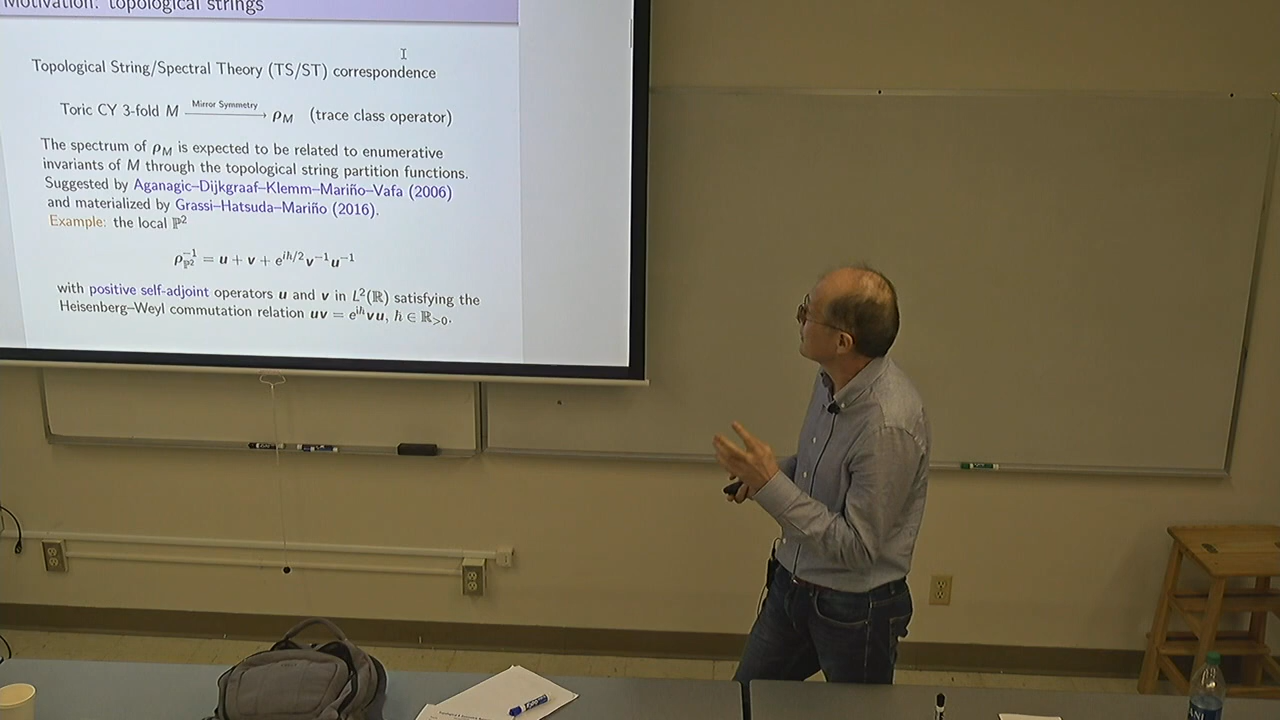 Motivation: topological strings
Topological String/Spectral Theory (TS/ST) correspondence
Toric CY 3-fold M —Mirror Symmetry→ ρ_M (trace class operator)
The spectrum of ρ_M is expected to be related to enumerative
invariants of M through the topological string partition functions.
Suggested by Aganagic–Dijkgraaf–Klemm–Mariño–Vafa (2006)
and materialized by Grassi–Hatsuda–Mariño (2016).
Example: the local ℙ²
ρ_{ℙ²}^{-1} = u + v + e^{iℏ/2} v^{-1} u^{-1}
with positive self-adjoint operators u and v in L²(ℝ) satisfying the
Heisenberg–Weyl commutation relation uv = e^{iℏ} vu, ℏ ∈ ℝ_{>0}.